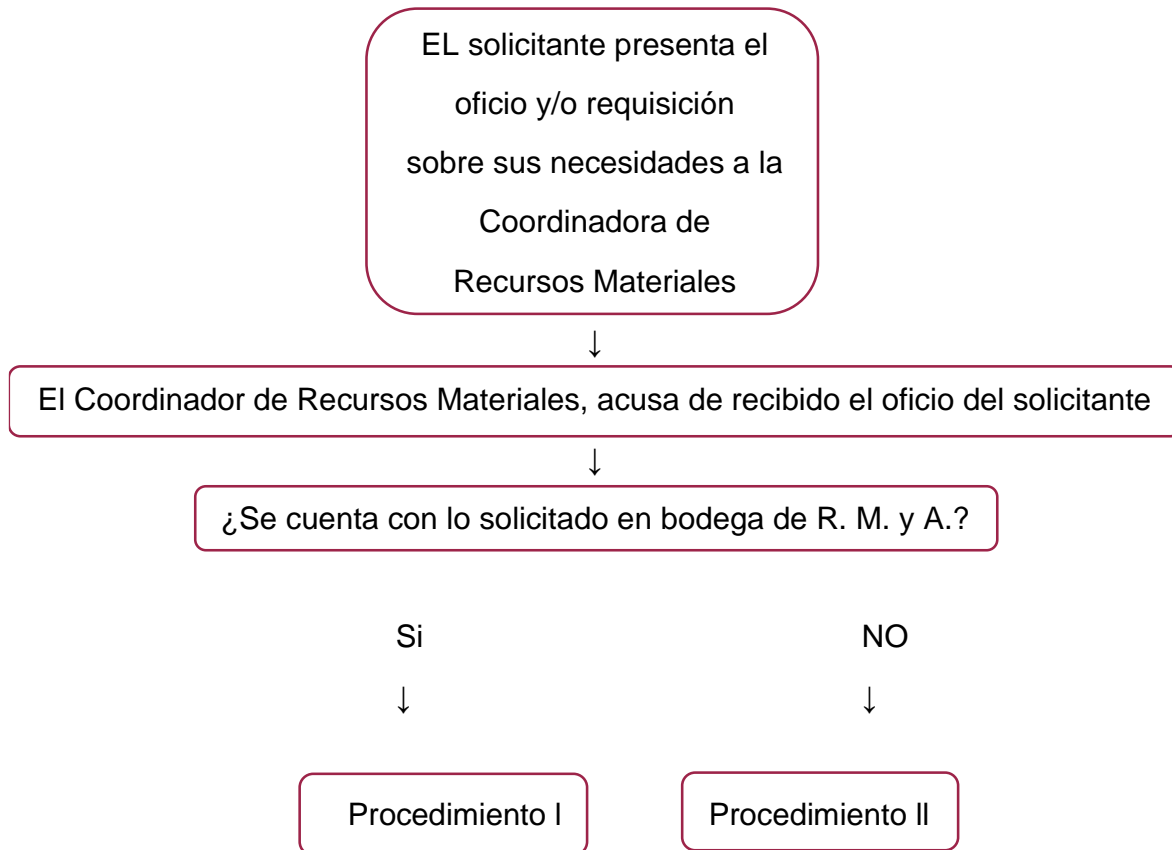 EL solicitante presenta el
oficio y/o requisición
sobre sus necesidades a la
Coordinadora de
Recursos Materiales
↓
El Coordinador de Recursos Materiales, acusa de recibido el oficio del solicitante
↓
¿Se cuenta con lo solicitado en bodega de R. M. y A.?
Si NO
↓ ↓
Procedimiento I Procedimiento II